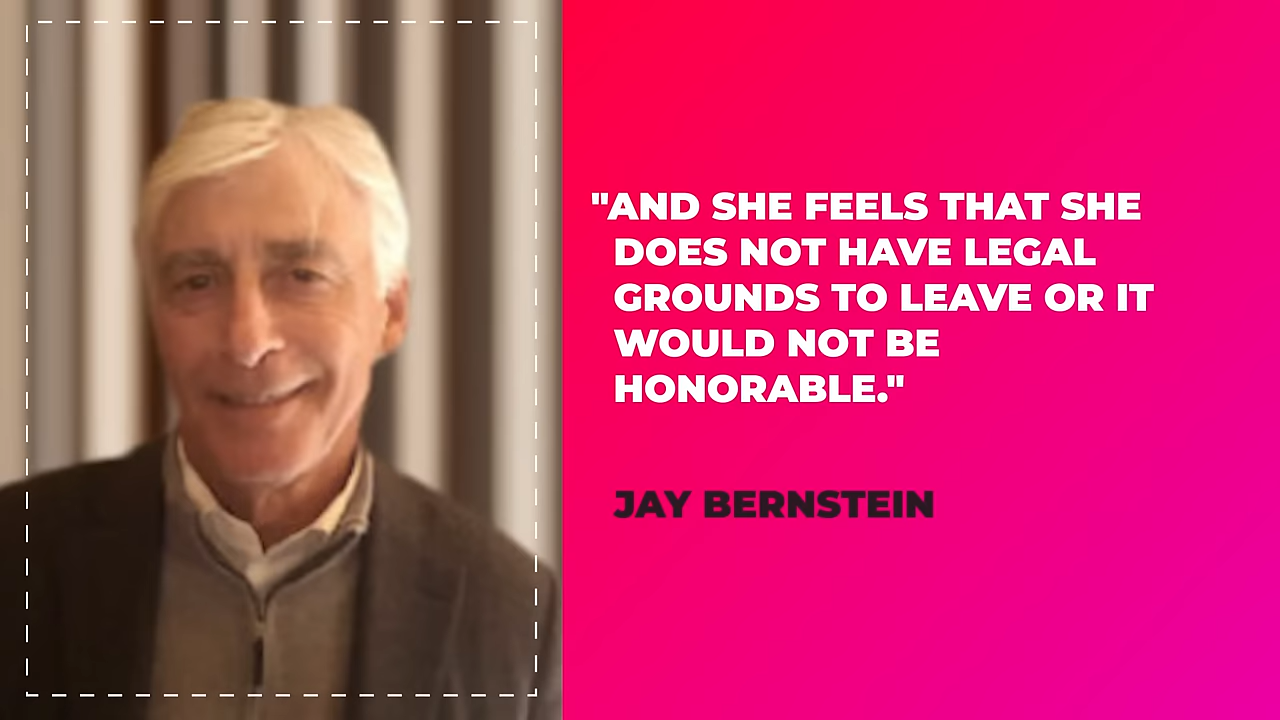 "AND SHE FEELS THAT SHE
DOES NOT HAVE LEGAL
GROUNDS TO LEAVE OR IT
WOULD NOT BE
HONORABLE."
JAY BERNSTEIN